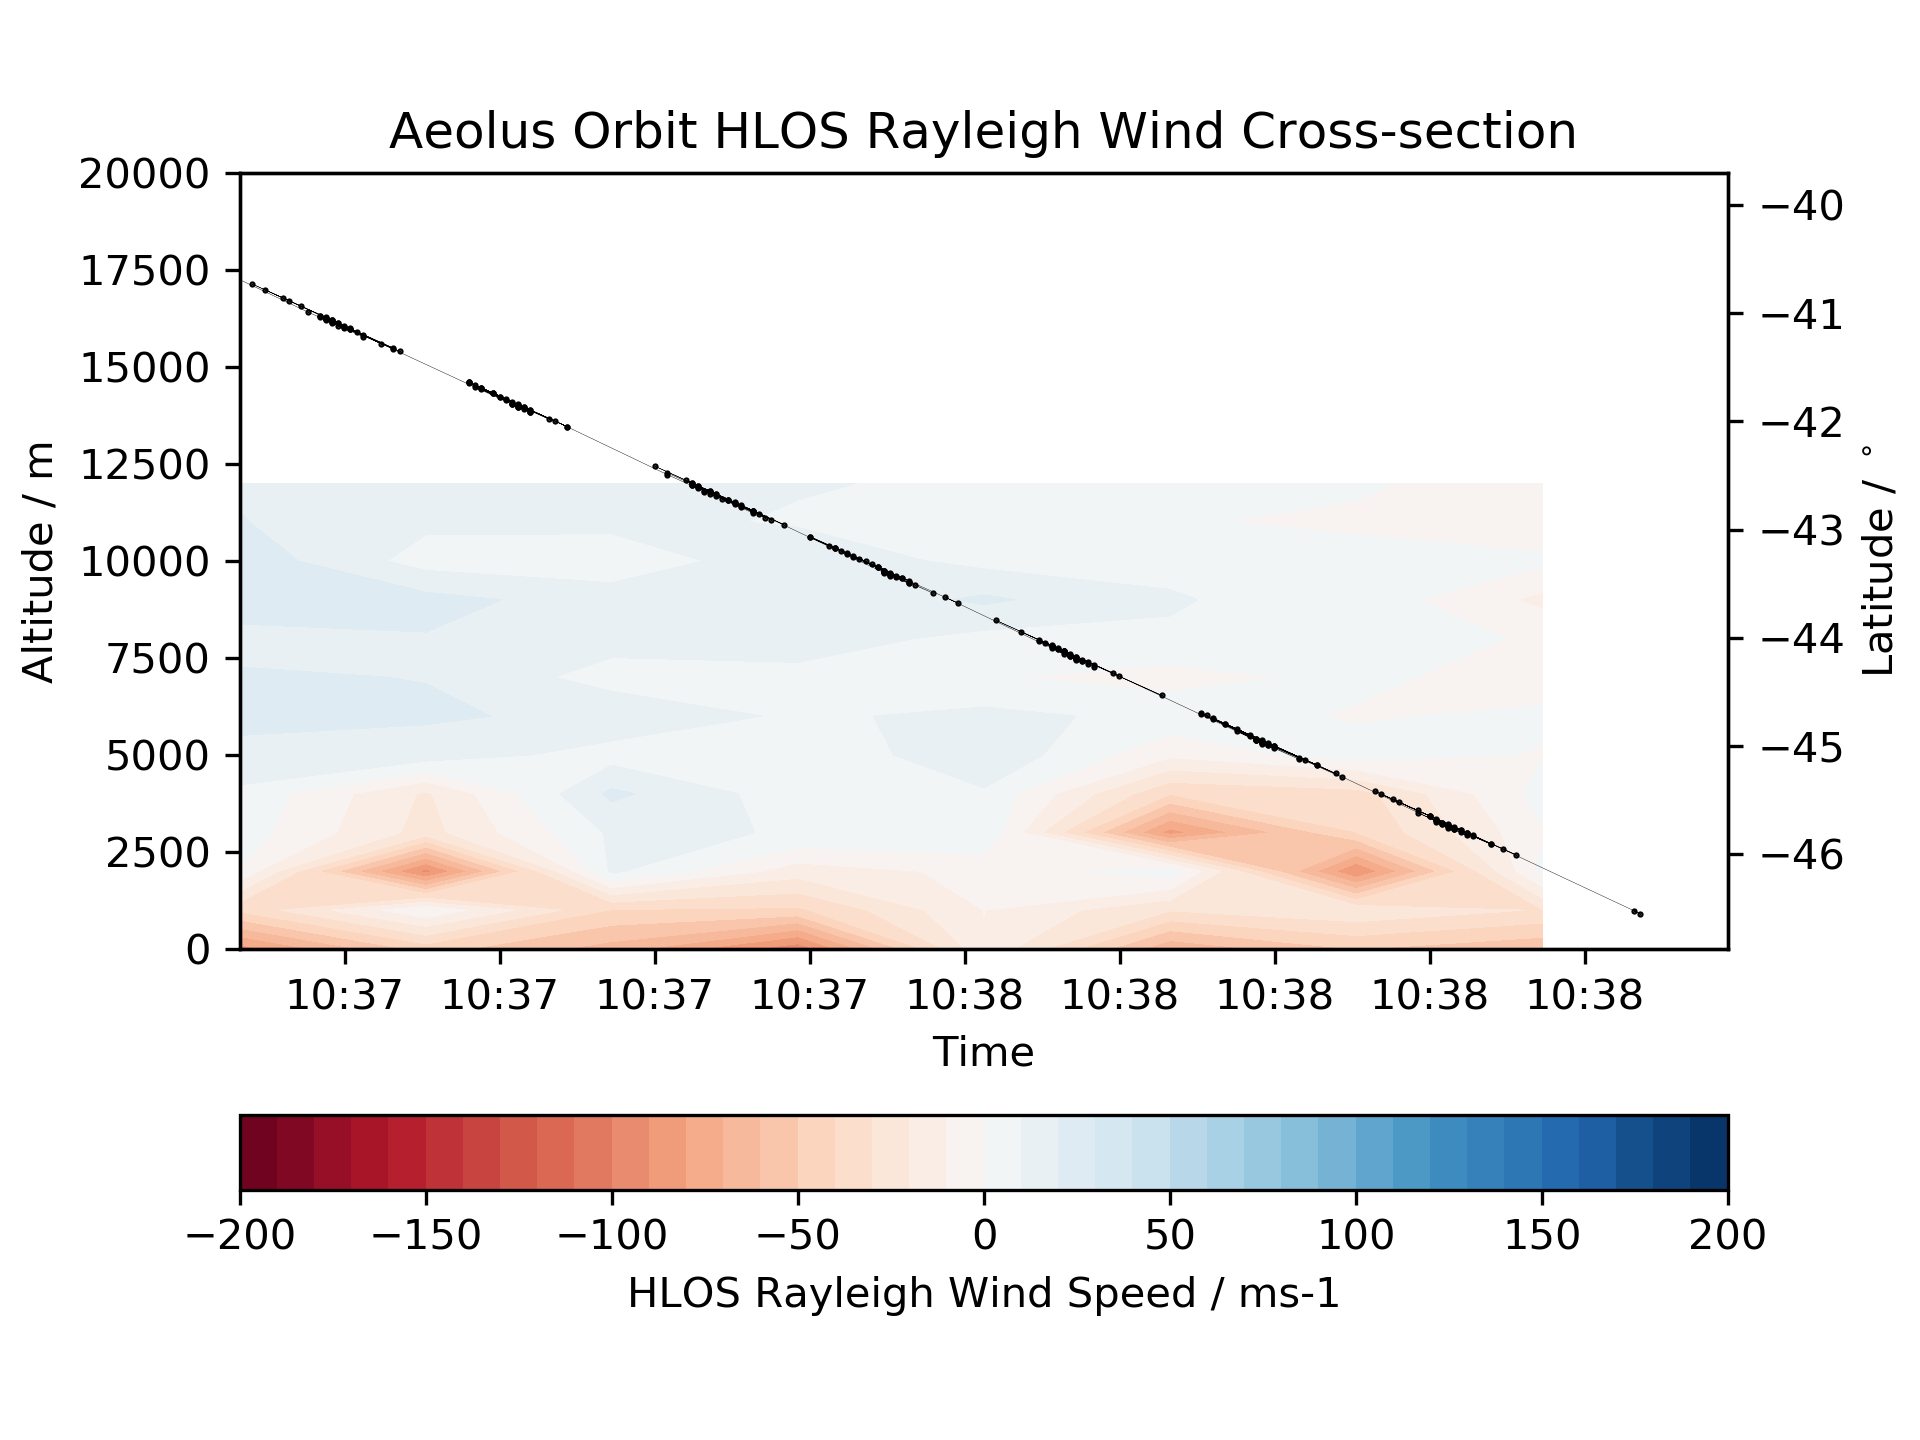 Aeolus Orbit HLOS Rayleigh Wind Cross-section
20000
17500
15000
12500
10000
7500
5000
2500
0
Altitude / m
−40
−41
−42
−43
−44
−45
−46
Latitude / °
10:37 10:37 10:37 10:37 10:38 10:38 10:38 10:38 10:38
Time
−200 −150 −100 −50 0 50 100 150 200
HLOS Rayleigh Wind Speed / ms-1